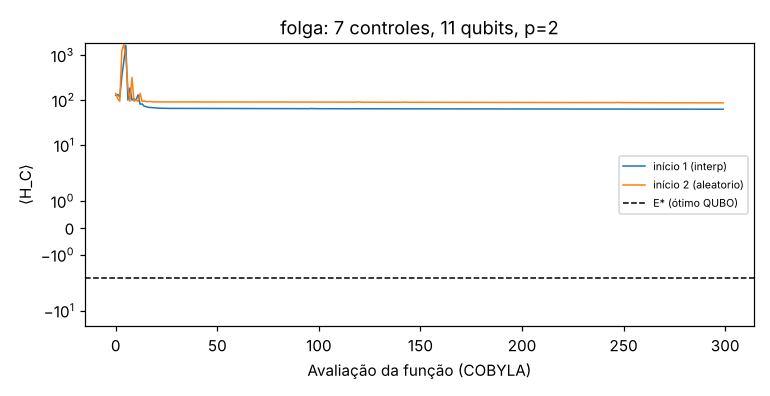 folga: 7 controles, 11 qubits, p=2
10³
10²
10¹
10⁰
0
−10⁰
−10¹
⟨H_C⟩
início 1 (interp)
início 2 (aleatorio)
E* (ótimo QUBO)
0 50 100 150 200 250 300
Avaliação da função (COBYLA)